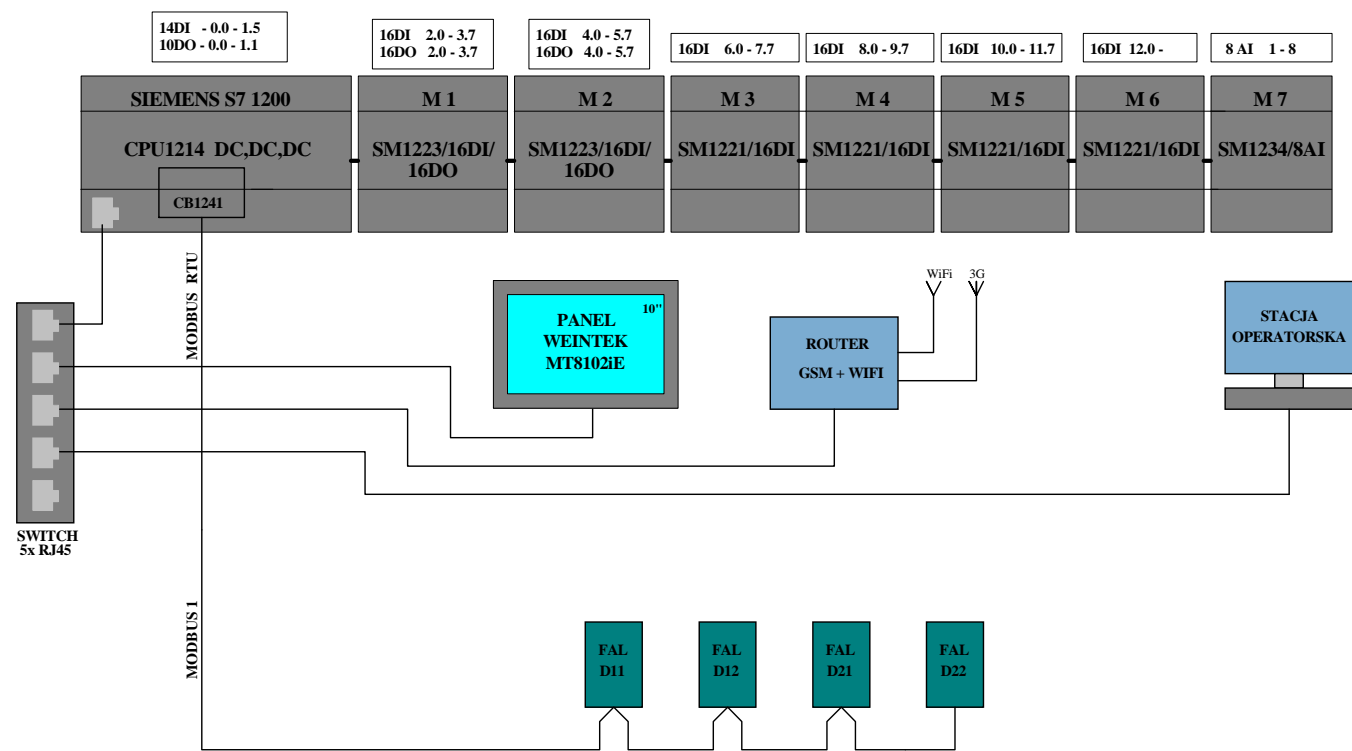 14DI - 0.0 - 1.5
10DO - 0.0 - 1.1
16DI 2.0 - 3.7
16DO 2.0 - 3.7
16DI 4.0 - 5.7
16DO 4.0 - 5.7
16DI 6.0 - 7.7
16DI 8.0 - 9.7
16DI 10.0 - 11.7
16DI 12.0 -
8 AI 1 - 8
SIEMENS S7 1200
M 1
M 2
M 3
M 4
M 5
M 6
M 7
CPU1214 DC,DC,DC
SM1223/16DI/
16DO
SM1223/16DI/
16DO
SM1221/16DI
SM1221/16DI
SM1221/16DI
SM1221/16DI
SM1234/8AI
CB1241
MODBUS RTU
WiFi
3G
10"
PANEL
WEINTEK
MT8102iE
ROUTER
GSM + WIFI
STACJA
OPERATORSKA
SWITCH
5x RJ45
MODBUS 1
FAL
D11
FAL
D12
FAL
D21
FAL
D22